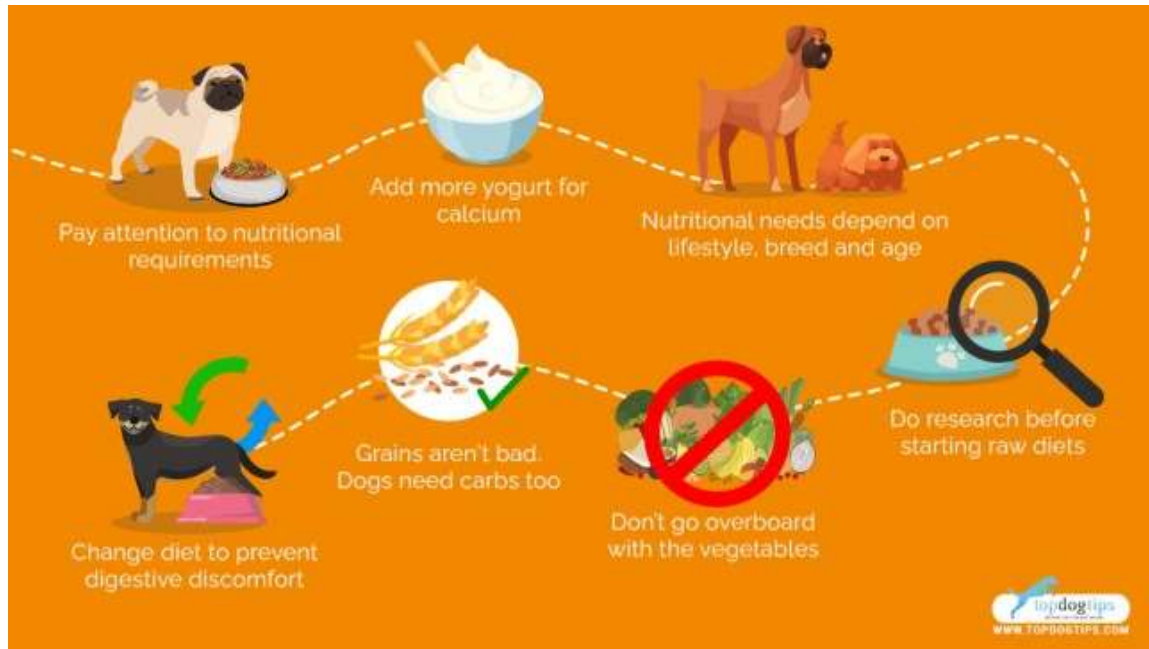 Pay attention to nutritional
requirements
Add more yogurt for
calcium
Nutritional needs depend on
lifestyle, breed and age
Do research before
starting raw diets
Don't go overboard
with the vegetables
Grains aren't bad.
Dogs need carbs too
Change diet to prevent
digestive discomfort
topdogtips
WWW.TOPDOGTIPS.COM